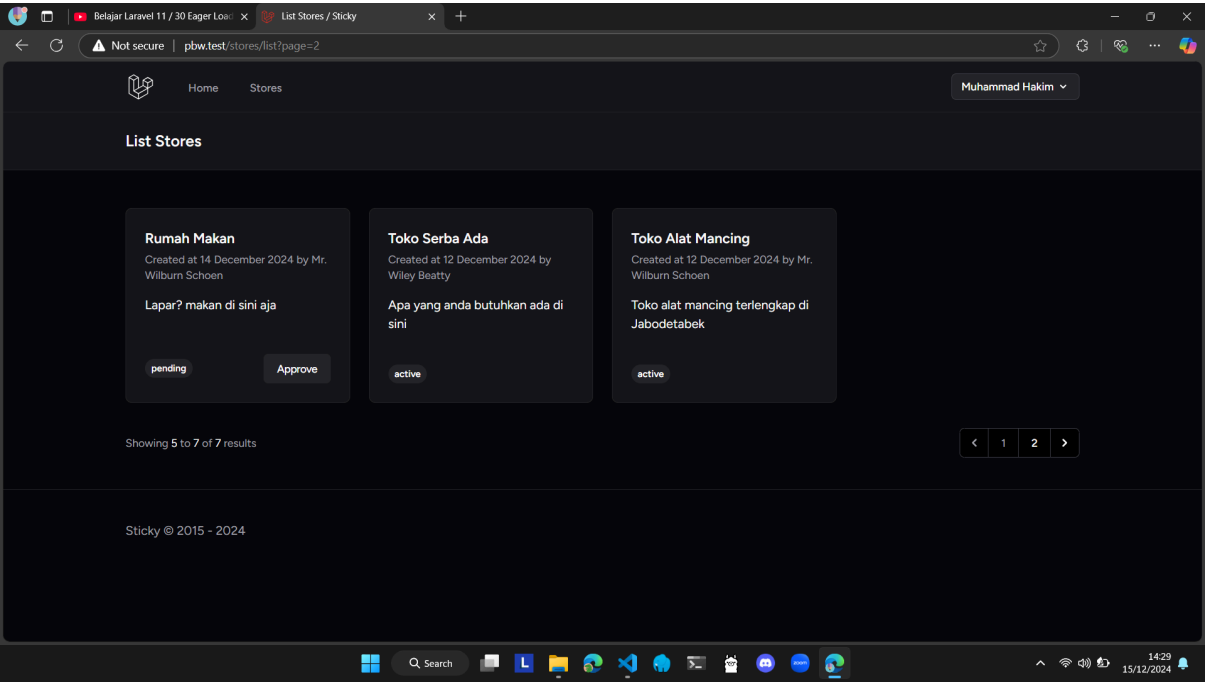 Belajar Laravel 11 / 30 Eager Load
List Stores / Sticky
Not secure
pbw.test/stores/list?page=2
Home
Stores
Muhammad Hakim
List Stores
Rumah Makan
Created at 14 December 2024 by Mr.
Wilburn Schoen
Lapar? makan di sini aja
pending
Approve
Toko Serba Ada
Created at 12 December 2024 by
Wiley Beatty
Apa yang anda butuhkan ada di
sini
active
Toko Alat Mancing
Created at 12 December 2024 by Mr.
Wilburn Schoen
Toko alat mancing terlengkap di
Jabodetabek
active
Showing 5 to 7 of 7 results
1
2
Sticky © 2015 - 2024
Search
L
zoom
14:29
15/12/2024